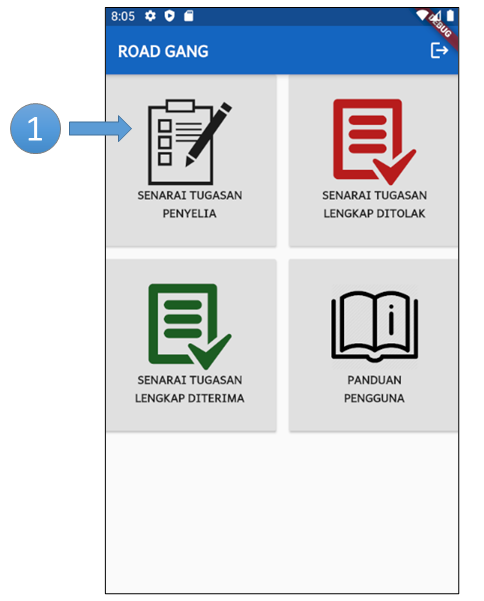 8:05
DEBUG
ROAD GANG
1
SENARAI TUGASAN
PENYELIA
SENARAI TUGASAN
LENGKAP DITOLAK
i
SENARAI TUGASAN
LENGKAP DITERIMA
PANDUAN
PENGGUNA